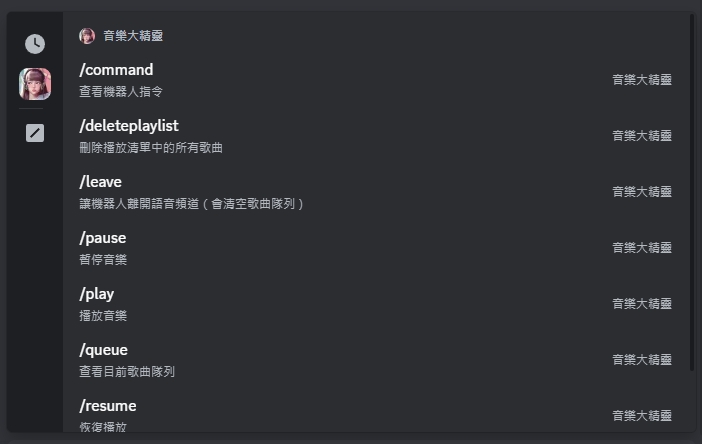 音樂大精靈
/command
查看機器人指令
音樂大精靈
/deleteplaylist
刪除播放清單中的所有歌曲
音樂大精靈
/leave
讓機器人離開語音頻道（會清空歌曲隊列）
音樂大精靈
/pause
暫停音樂
音樂大精靈
/play
播放音樂
音樂大精靈
/queue
查看目前歌曲隊列
音樂大精靈
/resume
恢復播放
音樂大精靈